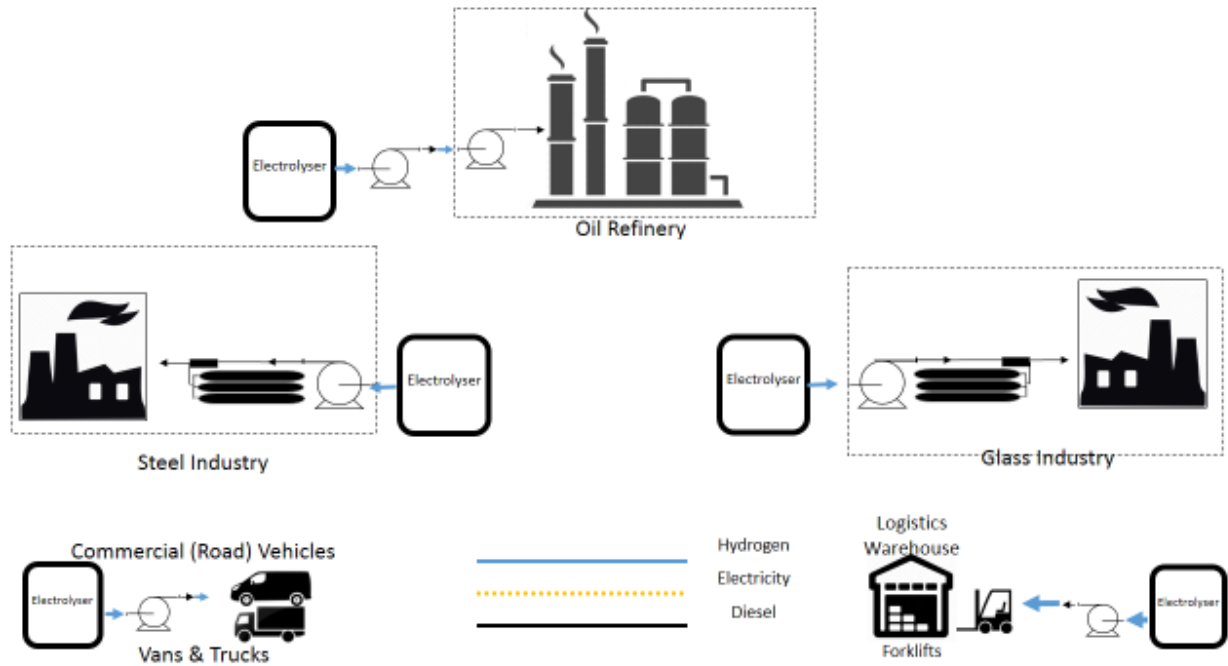 Electrolyser
Oil Refinery
Electrolyser
Electrolyser
Steel Industry
Glass Industry
Commercial (Road) Vehicles
Electrolyser
Vans & Trucks
Hydrogen
Electricity
Diesel
Logistics
Warehouse
Forklifts
Electrolyser